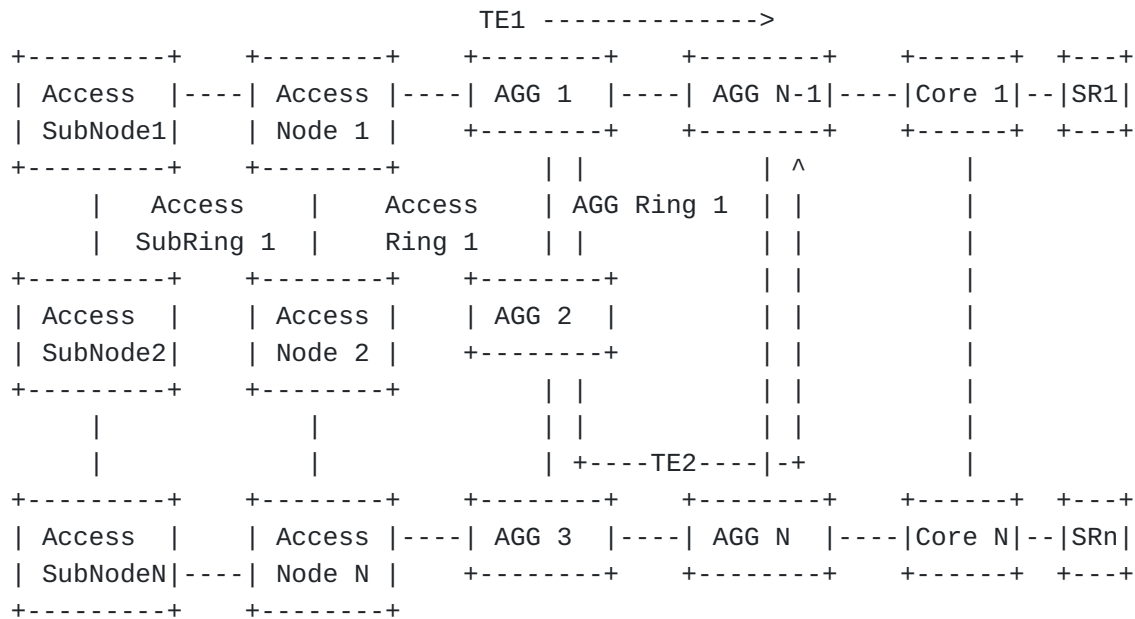 TE1 -------------->
+---------+    +--------+    +--------+    +--------+    +------+  +---+
| Access  |----| Access |----| AGG 1  |----| AGG N-1|----|Core 1|--|SR1|
| SubNode1|    | Node 1 |    +--------+    +--------+    +------+  +---+
+---------+    +--------+         | |           | ^          |
     |   Access    |    Access    | AGG Ring 1  | |          |
     |  SubRing 1  |    Ring 1    | |           | |          |
+---------+    +--------+    +--------+         | |          |
| Access  |    | Access |    | AGG 2  |         | |          |
| SubNode2|    | Node 2 |    +--------+         | |          |
+---------+    +--------+         | |           | |          |
     |             |              | |           | |          |
     |             |              | +----TE2----|-+          |
+---------+    +--------+    +--------+    +--------+    +------+  +---+
| Access  |    | Access |----| AGG 3  |----| AGG N  |----|Core N|--|SRn|
| SubNodeN|----| Node N |    +--------+    +--------+    +------+  +---+
+---------+    +--------+